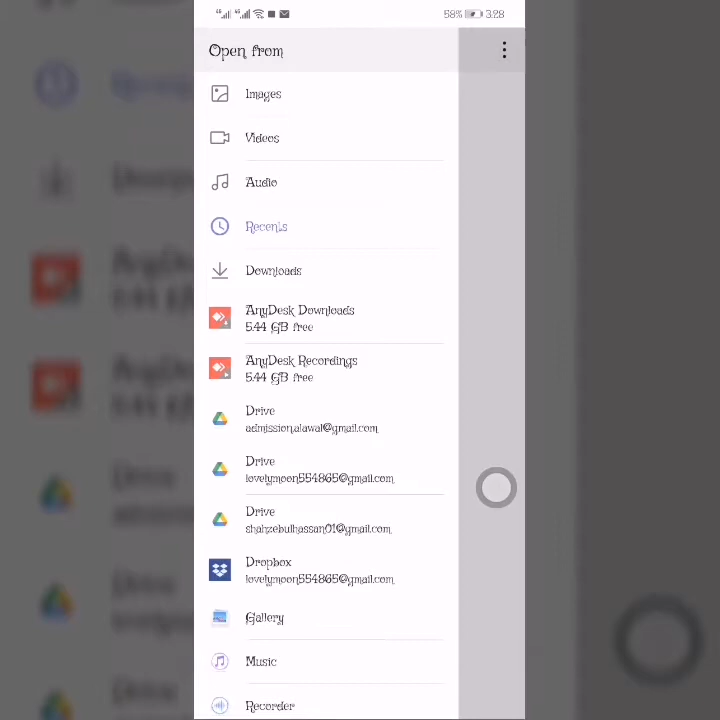 58% 3:28
Open from
Images
Videos
Audio
Recents
Downloads
AnyDesk Downloads
5.44 GB free
AnyDesk Recordings
5.44 GB free
Drive
admission.alawal@gmail.com
Drive
lovelymoon554865@gmail.com
Drive
shahzebulhassan01@gmail.com
Dropbox
lovelymoon554865@gmail.com
Gallery
Music
Recorder